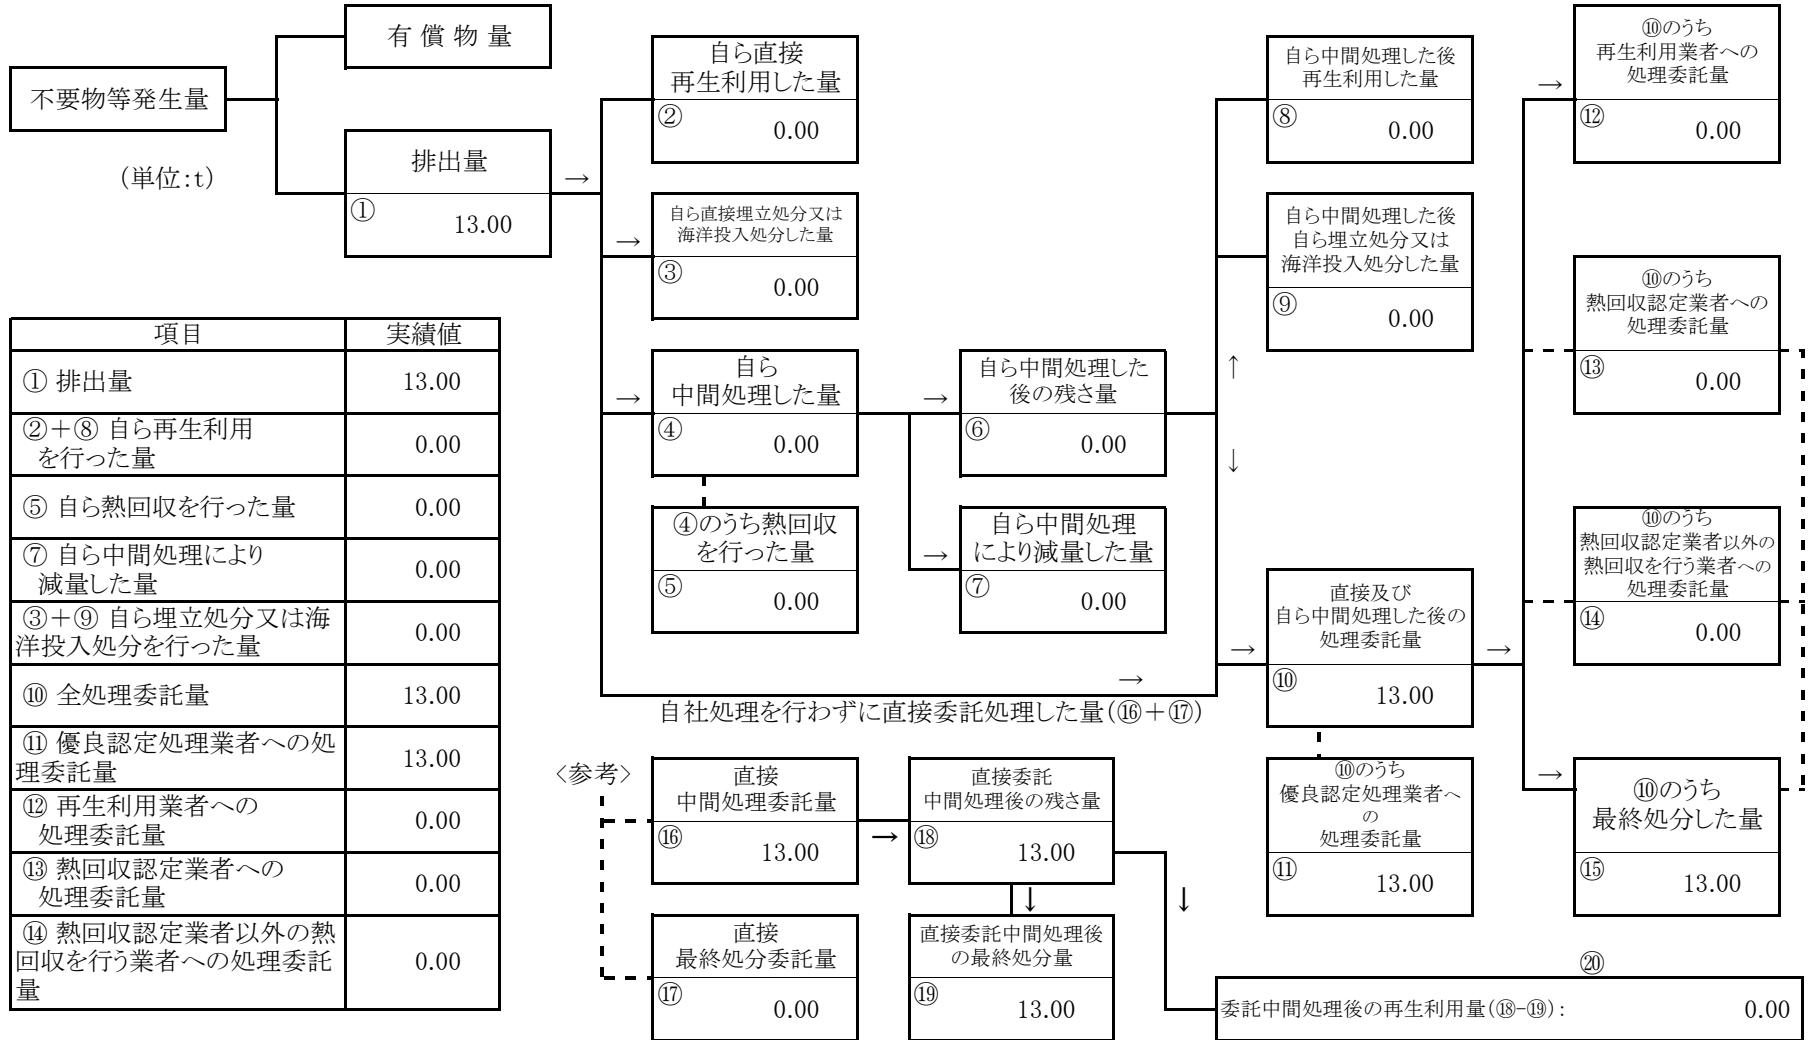 有 償 物 量
不要物等発生量
（単位:t）
排出量
①
13.00
→
自ら直接
再生利用した量
②
0.00
→
自ら直接埋立処分又は
海洋投入処分した量
③
0.00
→
自ら
中間処理した量
④
0.00
④のうち熱回収
を行った量
⑤
0.00
→
自ら中間処理した
後の残さ量
⑥
0.00
→
自ら中間処理
により減量した量
⑦
0.00
自ら中間処理した後
再生利用した量
⑧
0.00
自ら中間処理した後
自ら埋立処分又は
海洋投入処分した量
⑨
0.00
↑
↓
→
自社処理を行わずに直接委託処理した量（⑯＋⑰）
→
直接及び
自ら中間処理した後の
処理委託量
⑩
13.00
⑩のうち
優良認定処理業者へ
の
処理委託量
⑪
13.00
→
→
⑩のうち
再生利用業者への
処理委託量
⑫
0.00
⑩のうち
熱回収認定業者への
処理委託量
⑬
0.00
⑩のうち
熱回収認定業者以外の
熱回収を行う業者への
処理委託量
⑭
0.00
→
⑩のうち
最終処分した量
⑮
13.00
項目 実績値
① 排出量 13.00
②＋⑧ 自ら再生利用
を行った量 0.00
⑤ 自ら熱回収を行った量 0.00
⑦ 自ら中間処理により
減量した量 0.00
③＋⑨ 自ら埋立処分又は海
洋投入処分を行った量 0.00
⑩ 全処理委託量 13.00
⑪ 優良認定処理業者への処
理委託量 13.00
⑫ 再生利用業者への
処理委託量 0.00
⑬ 熱回収認定業者への
処理委託量 0.00
⑭ 熱回収認定業者以外の熱
回収を行う業者への処理委託
量 0.00
〈参考〉
直接
中間処理委託量
⑯
13.00
→
直接委託
中間処理後の残さ量
⑱
13.00
↓
↓
直接
最終処分委託量
⑰
0.00
直接委託中間処理後
の最終処分量
⑲
13.00
⑳
委託中間処理後の再生利用量（⑱-⑲）: 0.00